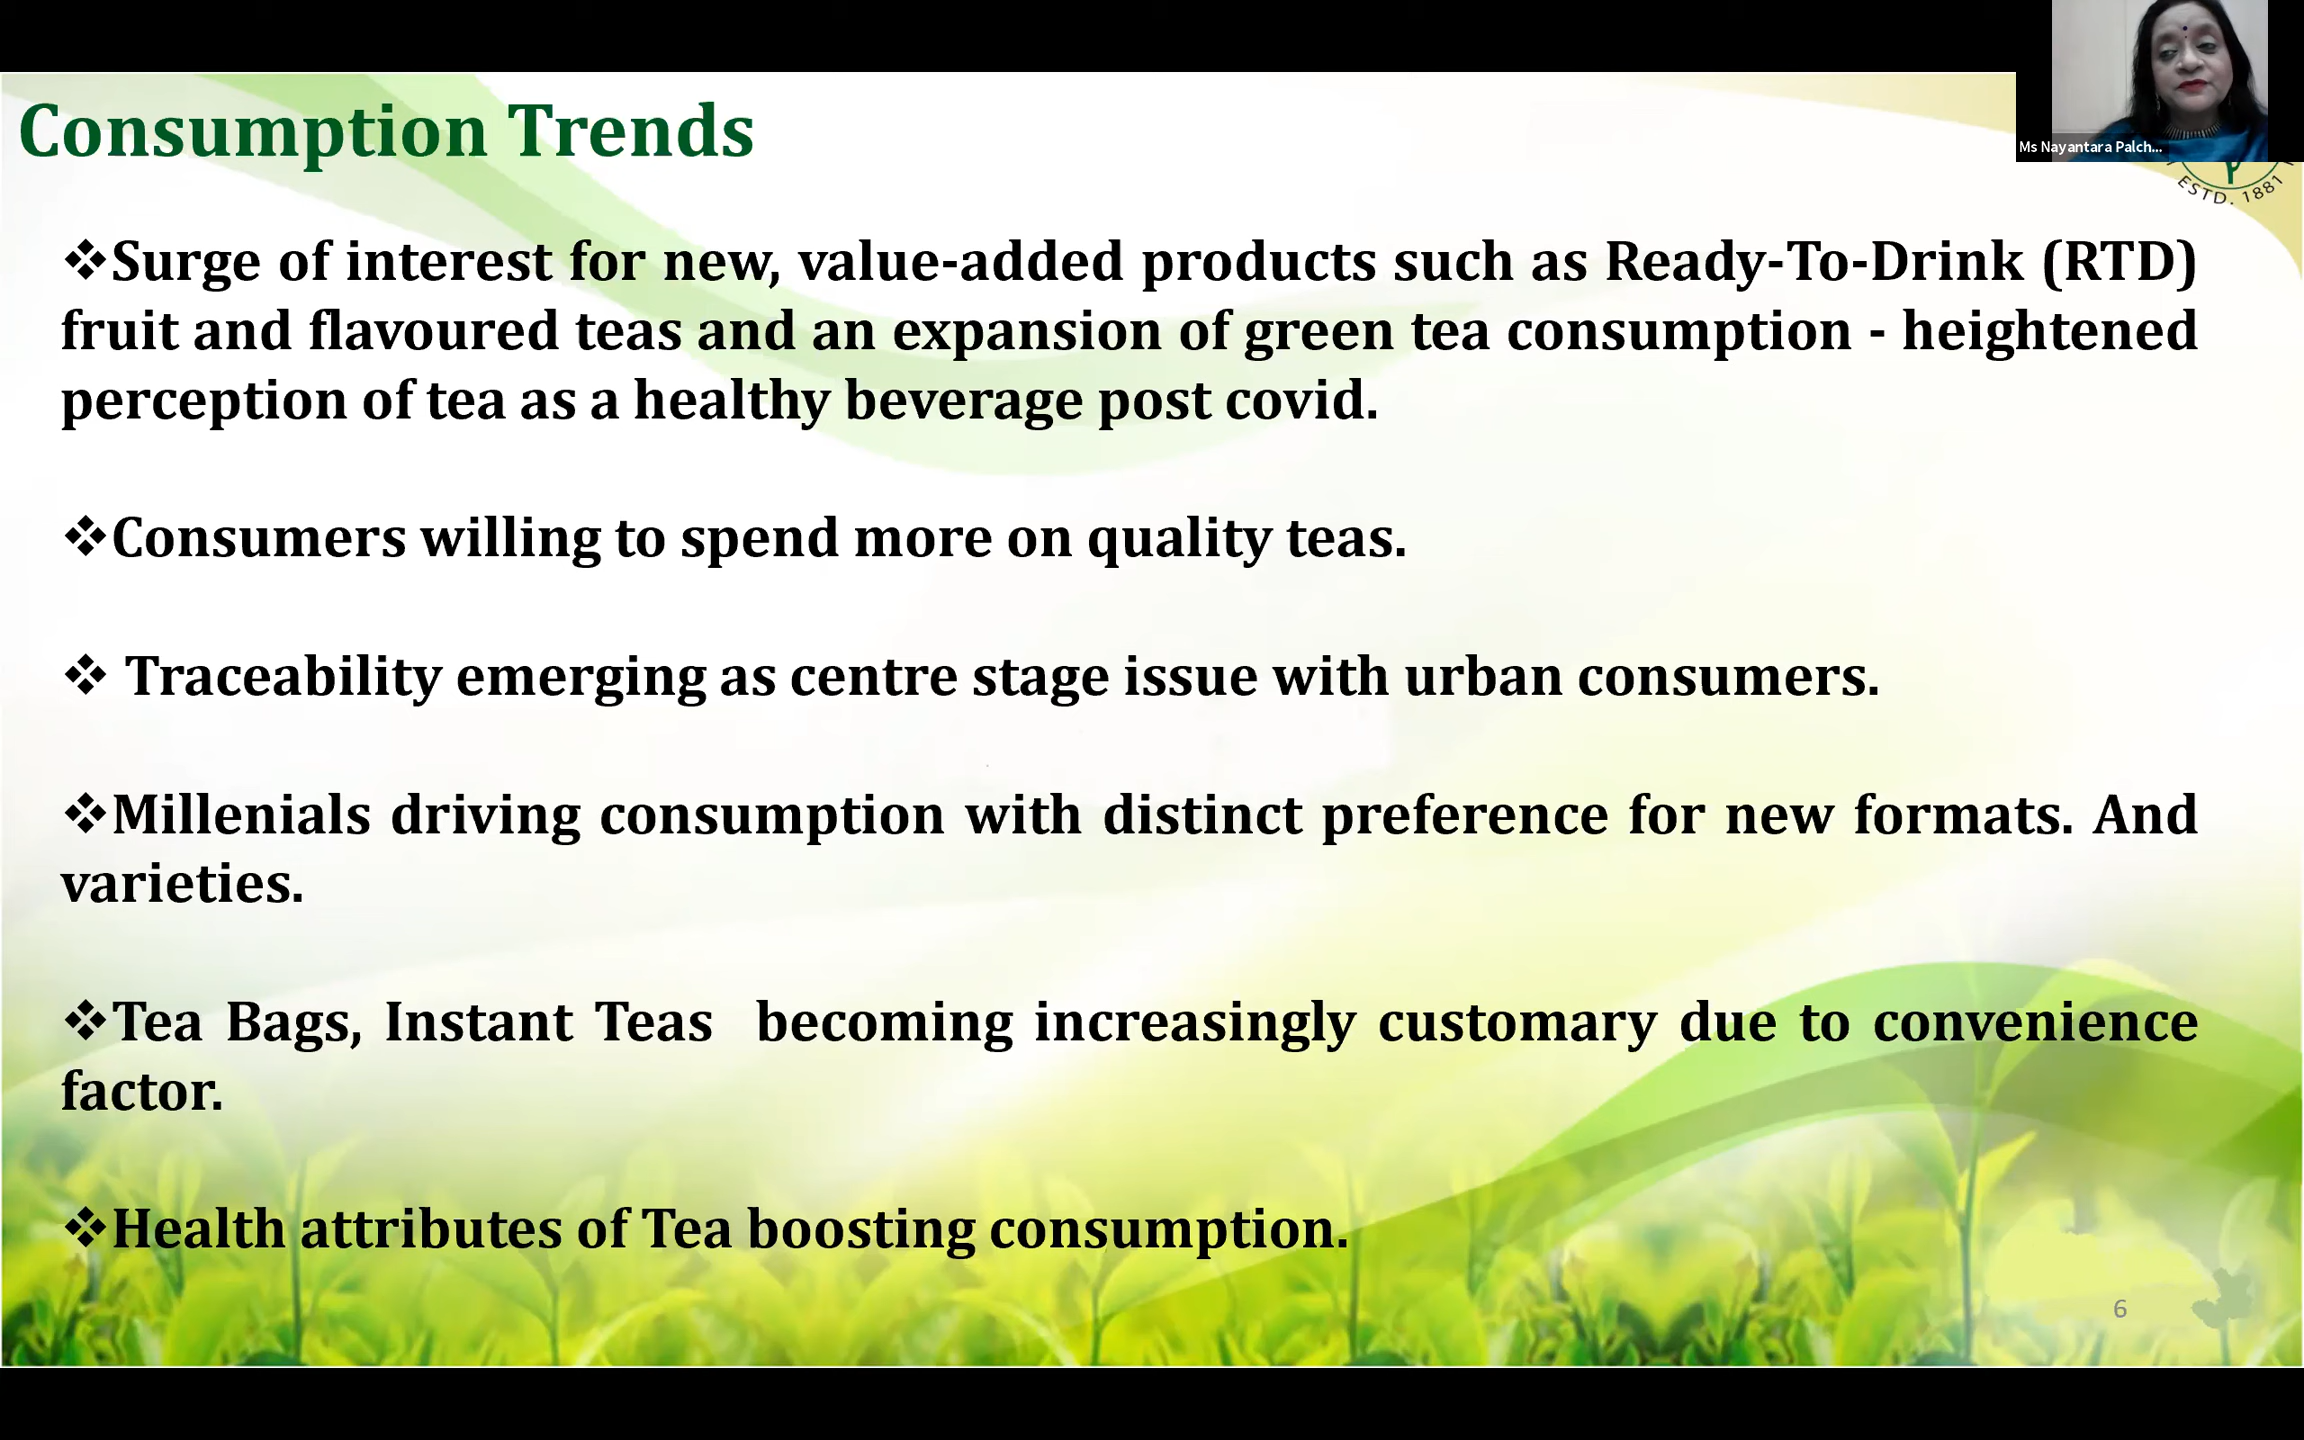 Ms Nayantara Palch...
ESTD. 1881
Consumption Trends
❖Surge of interest for new, value-added products such as Ready-To-Drink (RTD)
fruit and flavoured teas and an expansion of green tea consumption - heightened
perception of tea as a healthy beverage post covid.
❖Consumers willing to spend more on quality teas.
❖ Traceability emerging as centre stage issue with urban consumers.
❖Millenials driving consumption with distinct preference for new formats. And
varieties.
❖Tea Bags, Instant Teas becoming increasingly customary due to convenience
factor.
❖Health attributes of Tea boosting consumption.
6